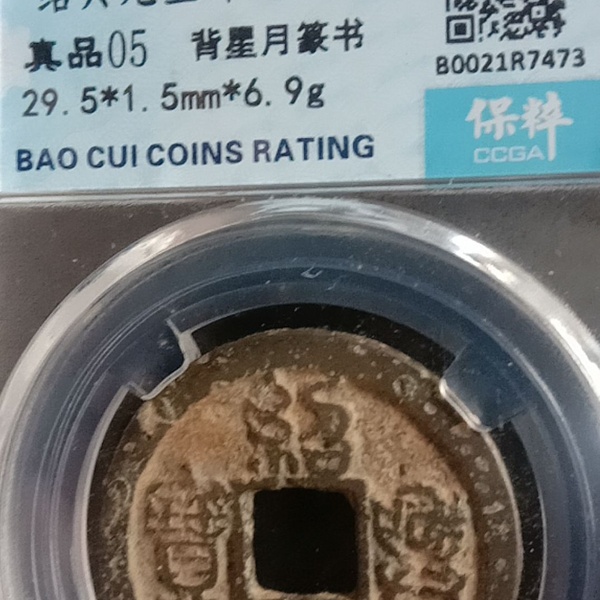 真品05 背星月篆书
29.5*1.5mm*6.9g
BAO CUI COINS RATING
B0021R7473
保粹
CCGA
紹